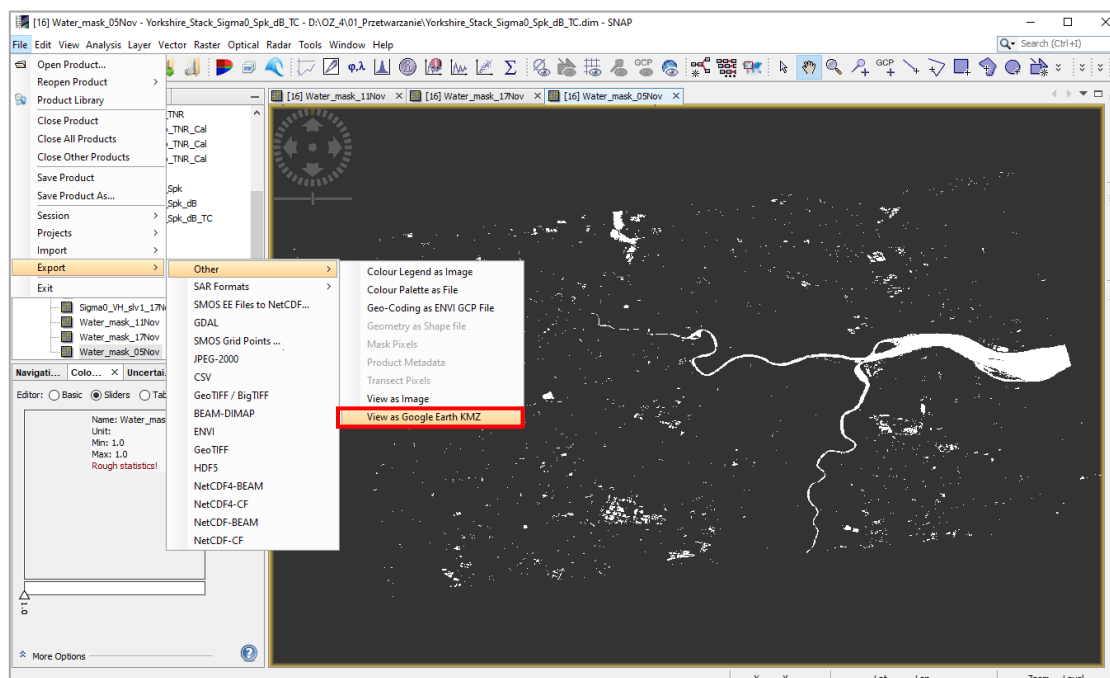 [16] Water_mask_05Nov - Yorkshire_Stack_Sigma0_Spk_dB_TC - D:\OZ_4\01_Przetwarzanie\Yorkshire_Stack_Sigma0_Spk_dB_TC.dim - SNAP
File Edit View Analysis Layer Vector Raster Optical Radar Tools Window Help
Search (Ctrl+I)
Open Product...
Reopen Product
Product Library
Close Product
Close All Products
Close Other Products
Save Product
Save Product As...
Session
Projects
Import
Export
Exit
_TNR
_TNR_Cal
_TNR_Cal
_TNR_Cal
Spk
Spk_dB
Spk_dB_TC
φ,λ
Σ
GCP
[16] Water_mask_11Nov
[16] Water_mask_17Nov
[16] Water_mask_05Nov
Other
SAR Formats
SMOS EE Files to NetCDF...
GDAL
SMOS Grid Points ...
JPEG-2000
CSV
GeoTIFF / BigTIFF
BEAM-DIMAP
ENVI
GeoTIFF
HDF5
NetCDF4-BEAM
NetCDF4-CF
NetCDF-BEAM
NetCDF-CF
Colour Legend as Image
Colour Palette as File
Geo-Coding as ENVI GCP File
Geometry as Shape file
Mask Pixels
Product Metadata
Transect Pixels
View as Image
View as Google Earth KMZ
Sigma0_VH_slv1_17N
Water_mask_11Nov
Water_mask_17Nov
Water_mask_05Nov
Navigati... Colo... Uncertai
Editor: Basic Sliders Tab
Name: Water_mas
Unit:
Min: 1.0
Max: 1.0
Rough statistics!
1.0
More Options